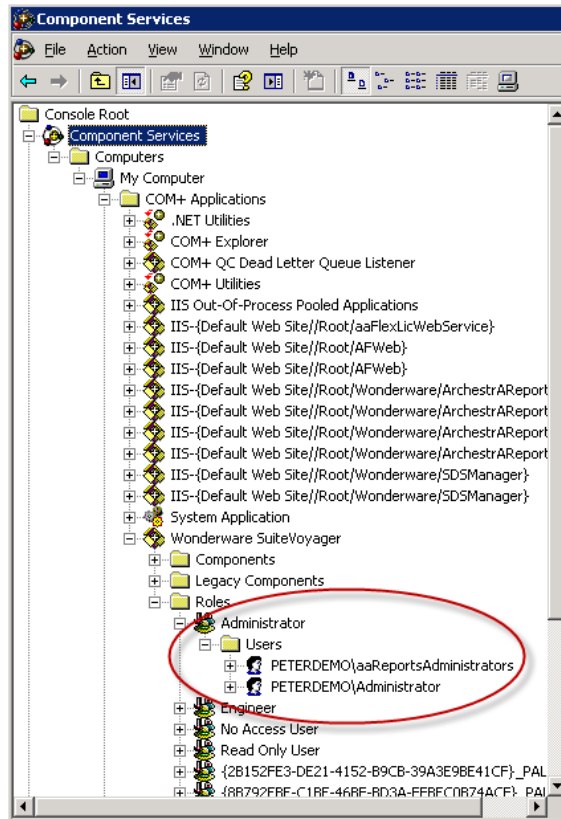 Component Services
File Action View Window Help
Console Root
Component Services
Computers
My Computer
COM+ Applications
.NET Utilities
COM+ Explorer
COM+ QC Dead Letter Queue Listener
COM+ Utilities
IIS Out-Of-Process Pooled Applications
IIS-{Default Web Site//Root/aaFlexLicWebService}
IIS-{Default Web Site//Root/AFWeb}
IIS-{Default Web Site//Root/AFWeb}
IIS-{Default Web Site//Root/Wonderware/ArchestrAReport
IIS-{Default Web Site//Root/Wonderware/ArchestrAReport
IIS-{Default Web Site//Root/Wonderware/ArchestrAReport
IIS-{Default Web Site//Root/Wonderware/ArchestrAReport
IIS-{Default Web Site//Root/Wonderware/SDSManager}
IIS-{Default Web Site//Root/Wonderware/SDSManager}
System Application
Wonderware SuiteVoyager
Components
Legacy Components
Roles
Administrator
Users
PETERDEMO\aaReportsAdministrators
PETERDEMO\Administrator
Engineer
No Access User
Read Only User
{2B152FE3-DE21-4152-B9CB-39A3E9BE41CF}_PAL